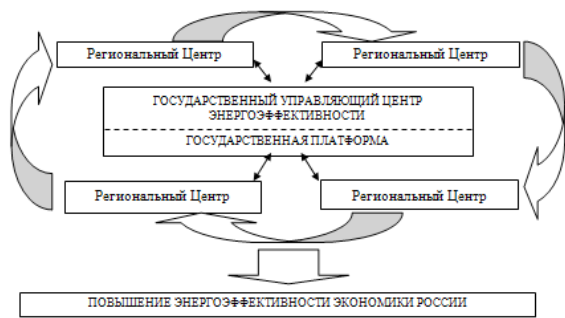 Региональный Центр
Региональный Центр
ГОСУДАРСТВЕННЫЙ УПРАВЛЯЮЩИЙ ЦЕНТР
ЭНЕРГОЭФФЕКТИВНОСТИ
ГОСУДАРСТВЕННАЯ ПЛАТФОРМА
Региональный Центр
Региональный Центр
ПОВЫШЕНИЕ ЭНЕРГОЭФФЕКТИВНОСТИ ЭКОНОМИКИ РОССИИ